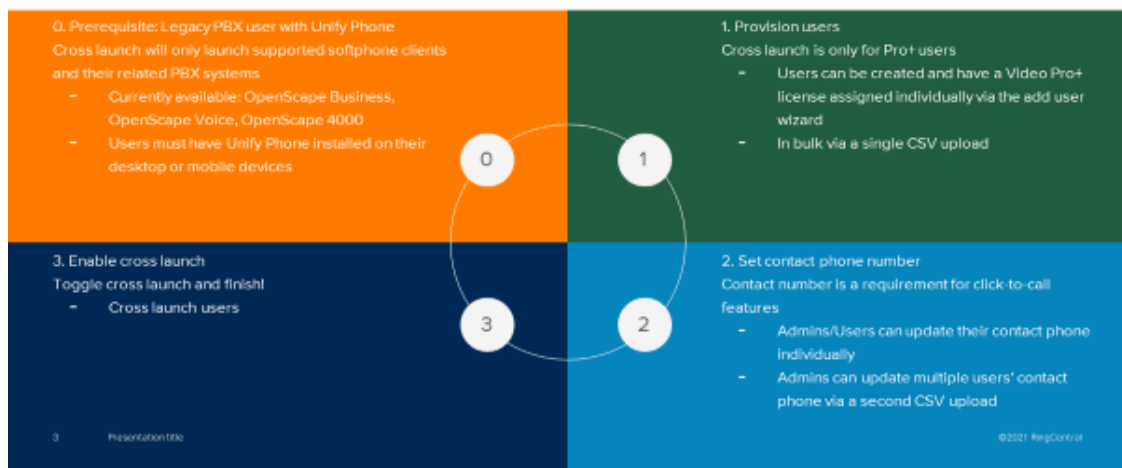 0. Prerequisite: Legacy PBX user with Unify Phone
Cross launch will only launch supported softphone clients
and their related PBX systems
- Currently available: OpenScape Business,
OpenScape Voice, OpenScape 4000
- Users must have Unify Phone installed on their
desktop or mobile devices
0
1. Provision users
Cross launch is only for Pro+ users
- Users can be created and have a Video Pro+
license assigned individually via the add user
wizard
- In bulk via a single CSV upload
1
3. Enable cross launch
Toggle cross launch and finish!
- Cross launch users
3
2. Set contact phone number
Contact number is a requirement for click-to-call
features
- Admins/Users can update their contact phone
individually
- Admins can update multiple users' contact
phone via a second CSV upload
2
3 Presentation title
©2021 RingCentral